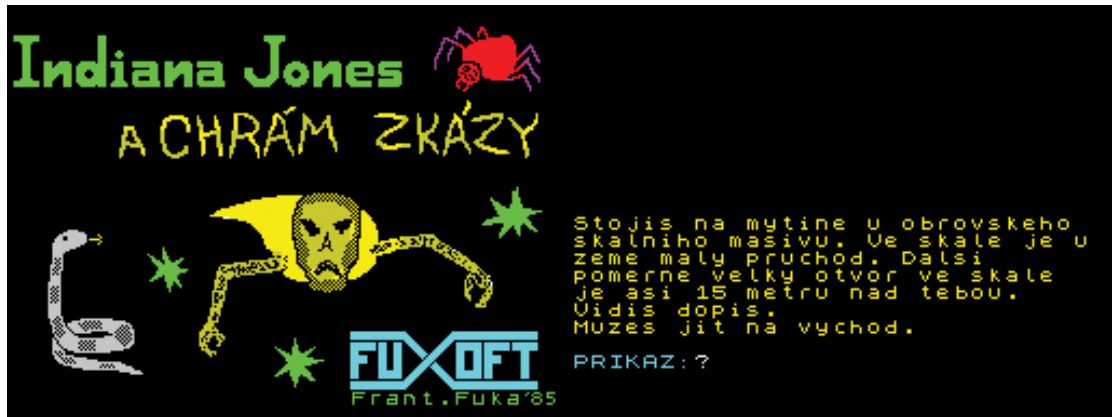 Indiana Jones
A CHRÁM ZKÁZY
FUXOFT
Frant.Fuka'85
Stojis na mytine u obrovskeho
skalniho masivu. Ve skale je u
zeme maly pruchod. Dalsi
pomerne velky otvor ve skale
je asi 15 metru nad tebou.
Vidis dopis.
Muzes jit na vychod.
PRIKAZ:?